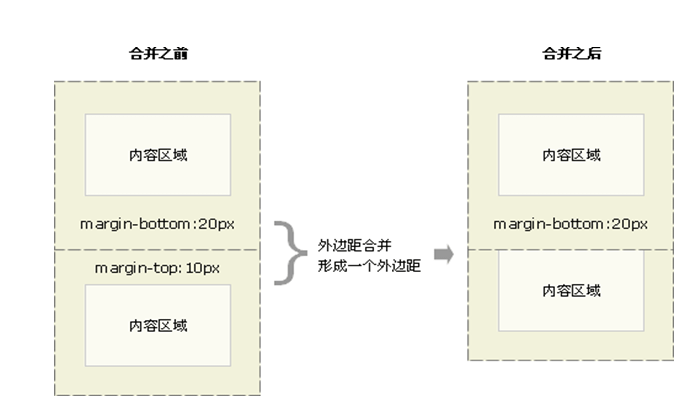 合并之前
内容区域
margin-bottom:20px
margin-top:10px
内容区域
外边距合并
形成一个外边距
合并之后
内容区域
margin-bottom:20px
内容区域